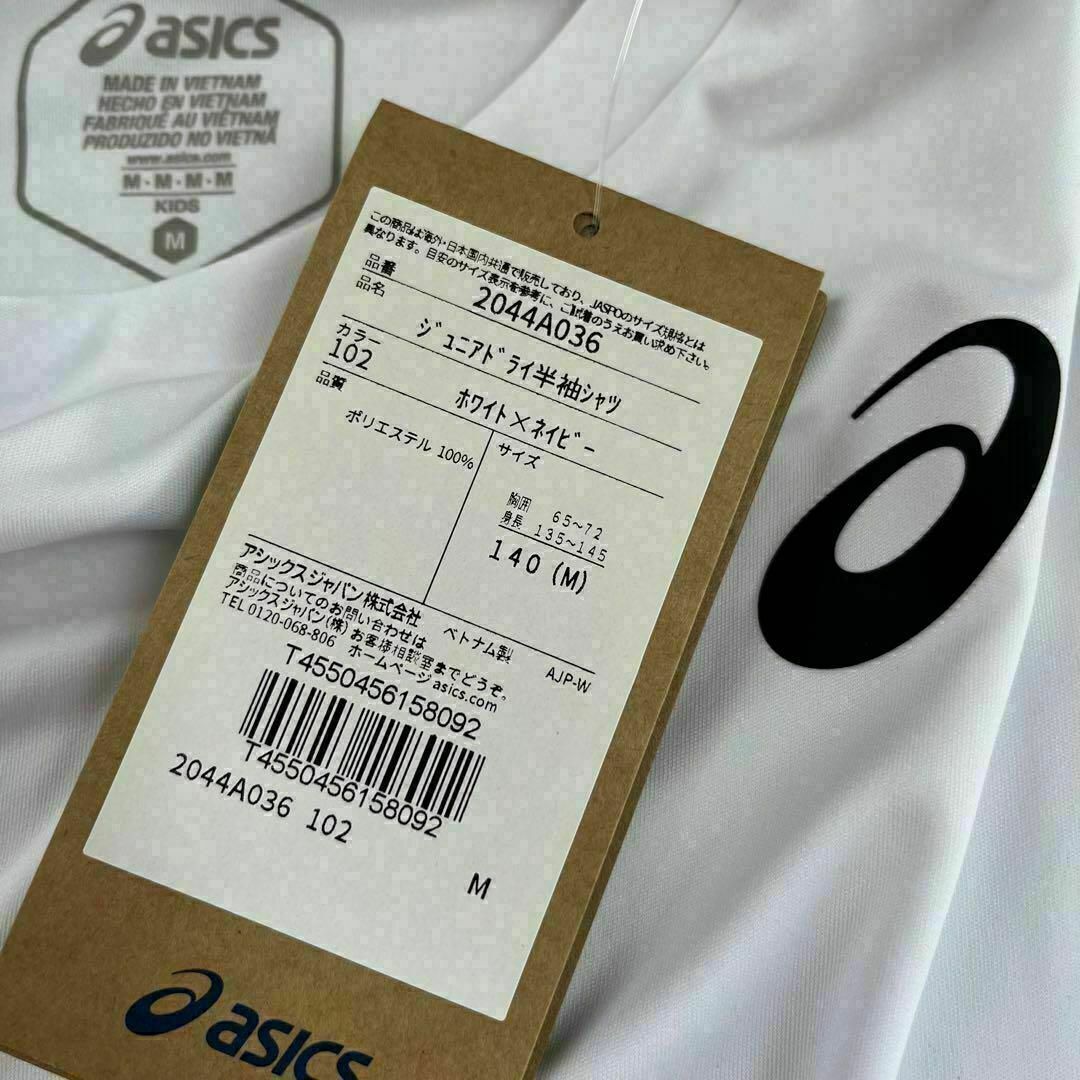 asics
MADE IN VIETNAM
HECHO EN VIETNAM
FABRIQUÉ AU VIÊTNAM
PRODUZIDO NO VIETNÃ
www.asics.com
M・M・M・M
KIDS
M
この商品は海外・日本国内共通で販売しており、JASPOのサイズ規格とは
異なります。目安のサイズ表示を参考に、ご試着のうえお買い求め下さい。
品番 2044A036
品名 ジュニアドライ半袖シャツ
カラー
102 ホワイト×ネイビー
品質
ポリエステル 100%
サイズ
胸囲 65~72
身長 135~145
140 (M)
アシックスジャパン株式会社 ベトナム製 AJP-W
商品についてのお問い合わせは
アシックスジャパン(株)お客様相談室までどうぞ。
TEL 0120-068-806 ホームページasics.com
T4550456158092
T4550456158092
2044A036 102
M
asics